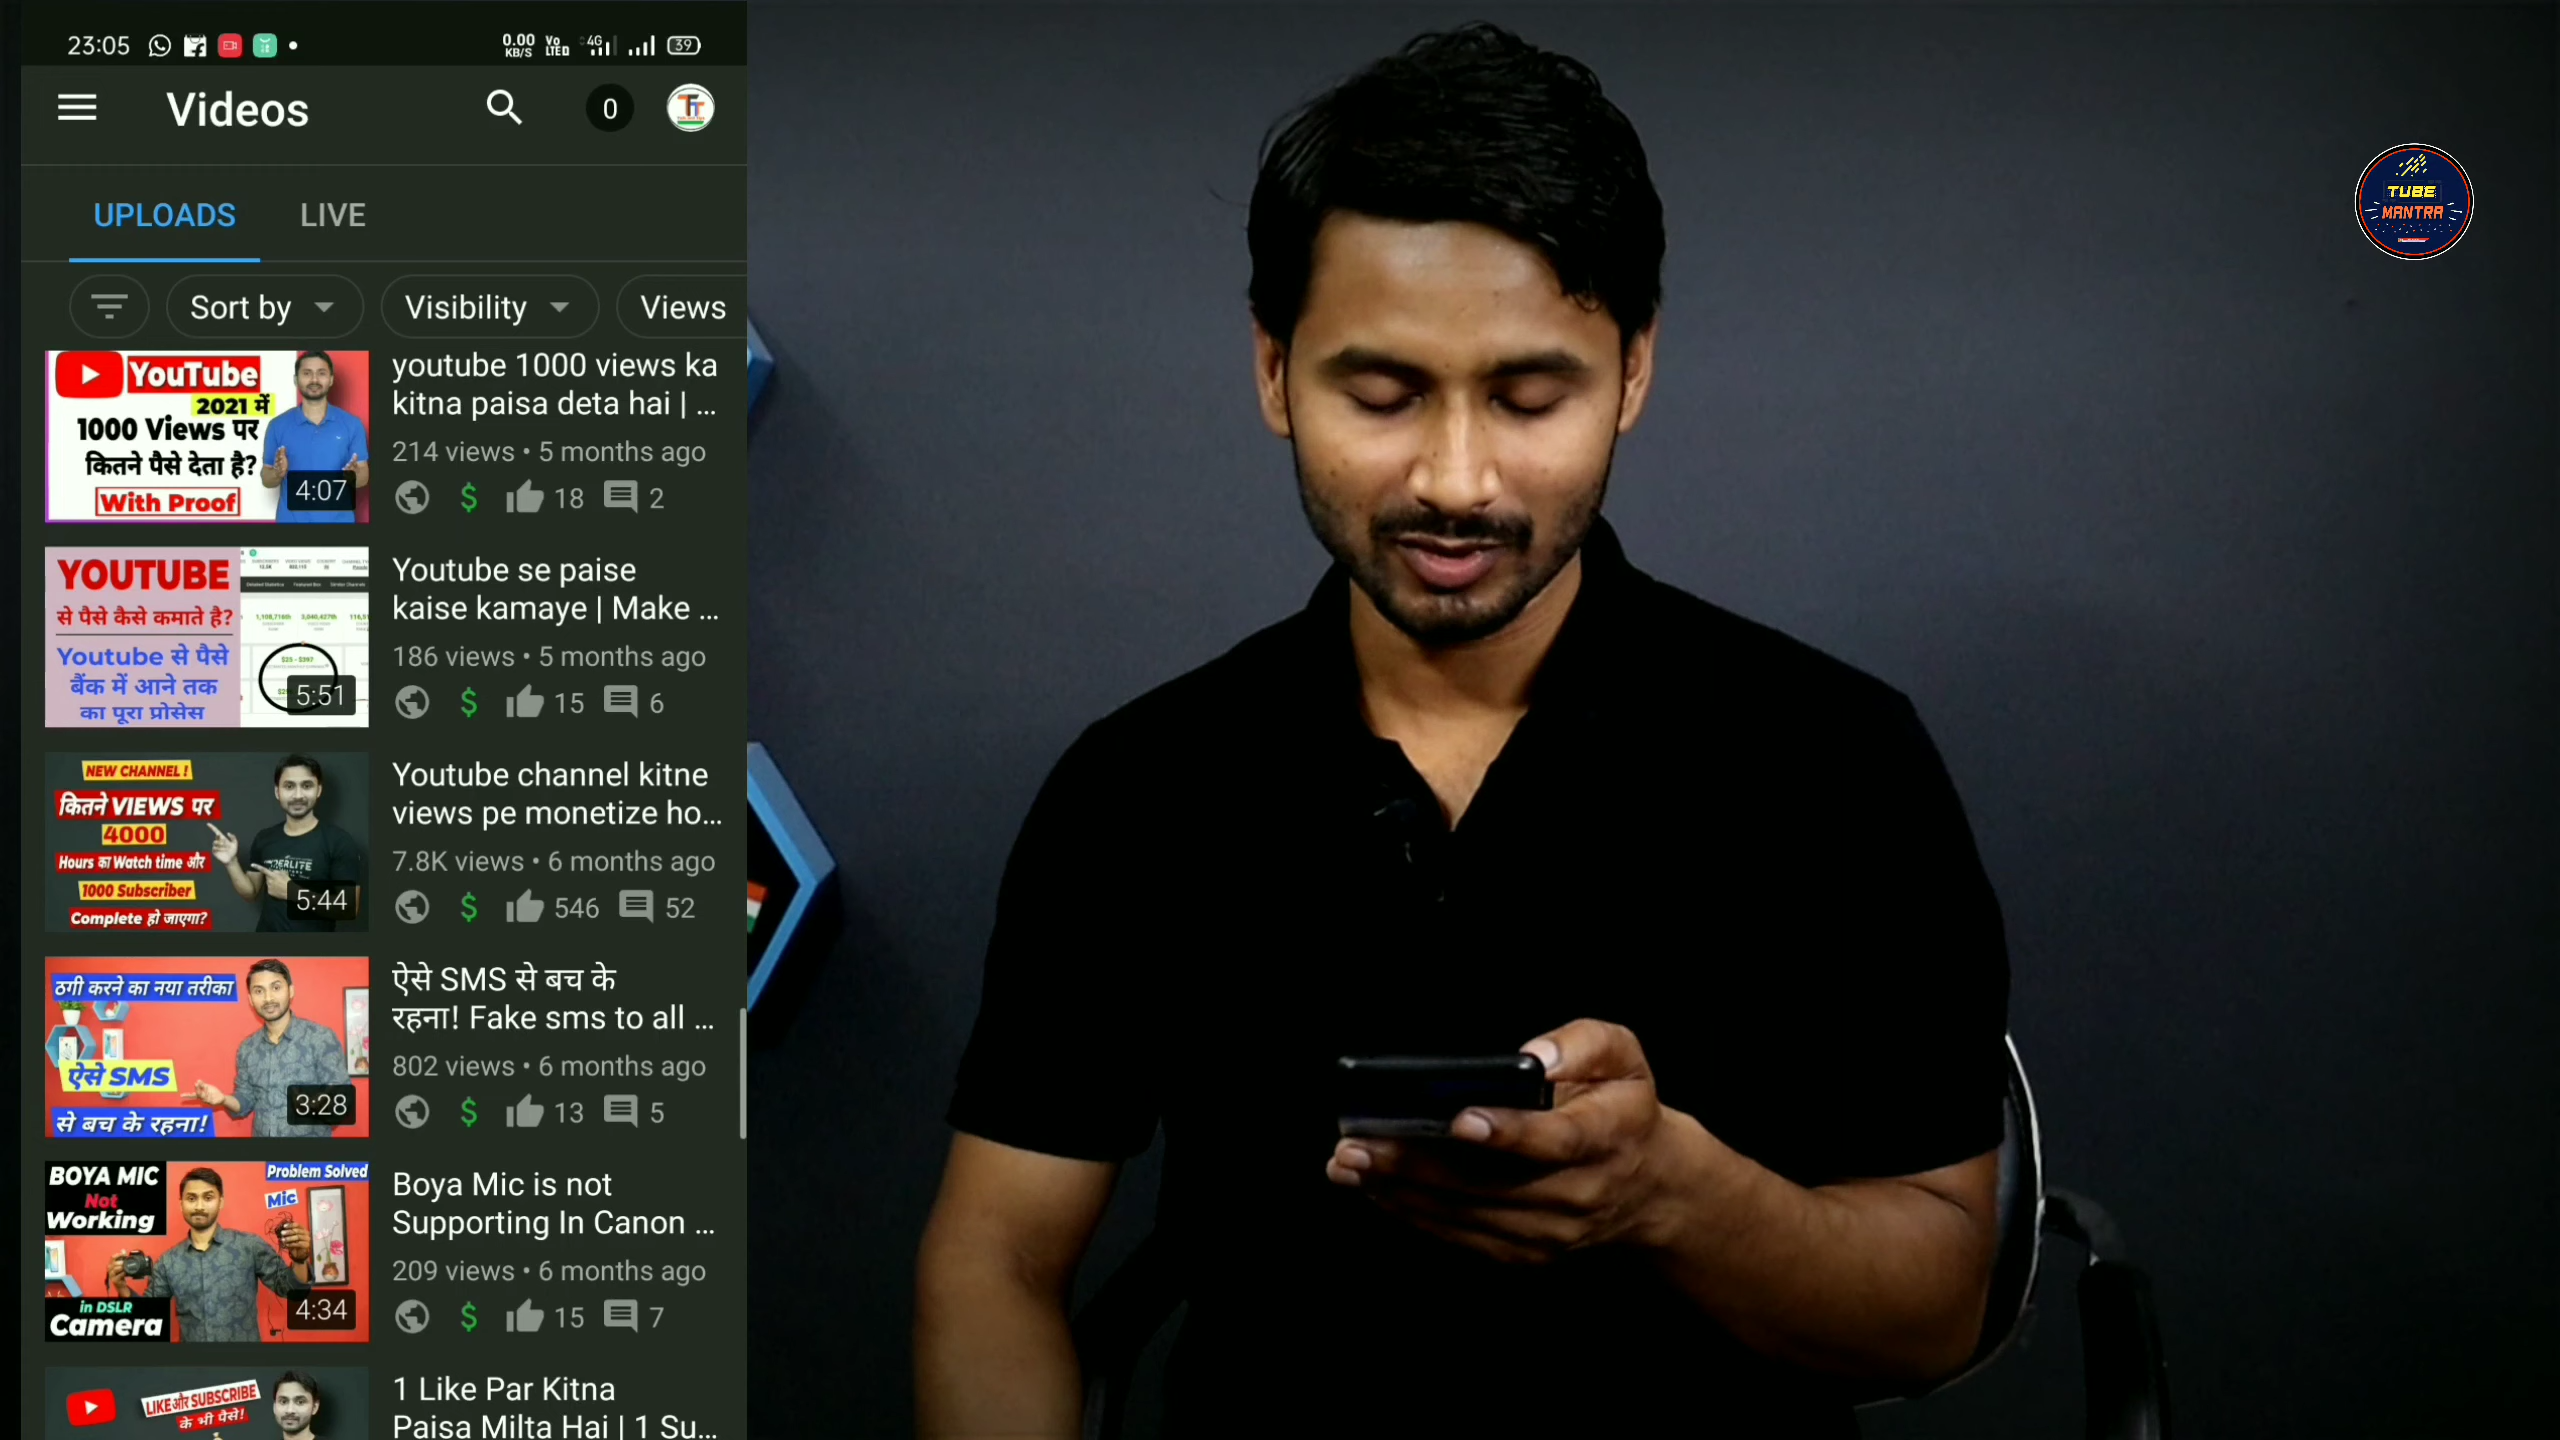 23:05
0.00 KB/S
Vo LTE
4G
39
Videos
0
UPLOADS
LIVE
Sort by
Visibility
Views
YouTube
2021 में
1000 Views पर
कितने पैसे देता है?
With Proof
4:07
youtube 1000 views ka
kitna paisa deta hai | ...
214 views • 5 months ago
18
2
YOUTUBE
से पैसे कैसे कमाते है?
Youtube से पैसे
बैंक में आने तक
का पूरा प्रोसेस
5:51
Youtube se paise
kaise kamaye | Make ...
186 views • 5 months ago
15
6
NEW CHANNEL !
कितने VIEWS पर
4000
Hours का Watch time और
1000 Subscriber
Complete हो जाएगा?
5:44
Youtube channel kitne
views pe monetize ho...
7.8K views • 6 months ago
546
52
ठगी करने का नया तरीका
ऐसे SMS
से बच के रहना!
3:28
ऐसे SMS से बच के
रहना! Fake sms to all ...
802 views • 6 months ago
13
5
BOYA MIC
Not
Working
Problem Solved
Mic
in DSLR
Camera
4:34
Boya Mic is not
Supporting In Canon ...
209 views • 6 months ago
15
7
LIKE और SUBSCRIBE
के भी पैसे!
1 Like Par Kitna
Paisa Milta Hai | 1 Su...
TUBE
MANTRA